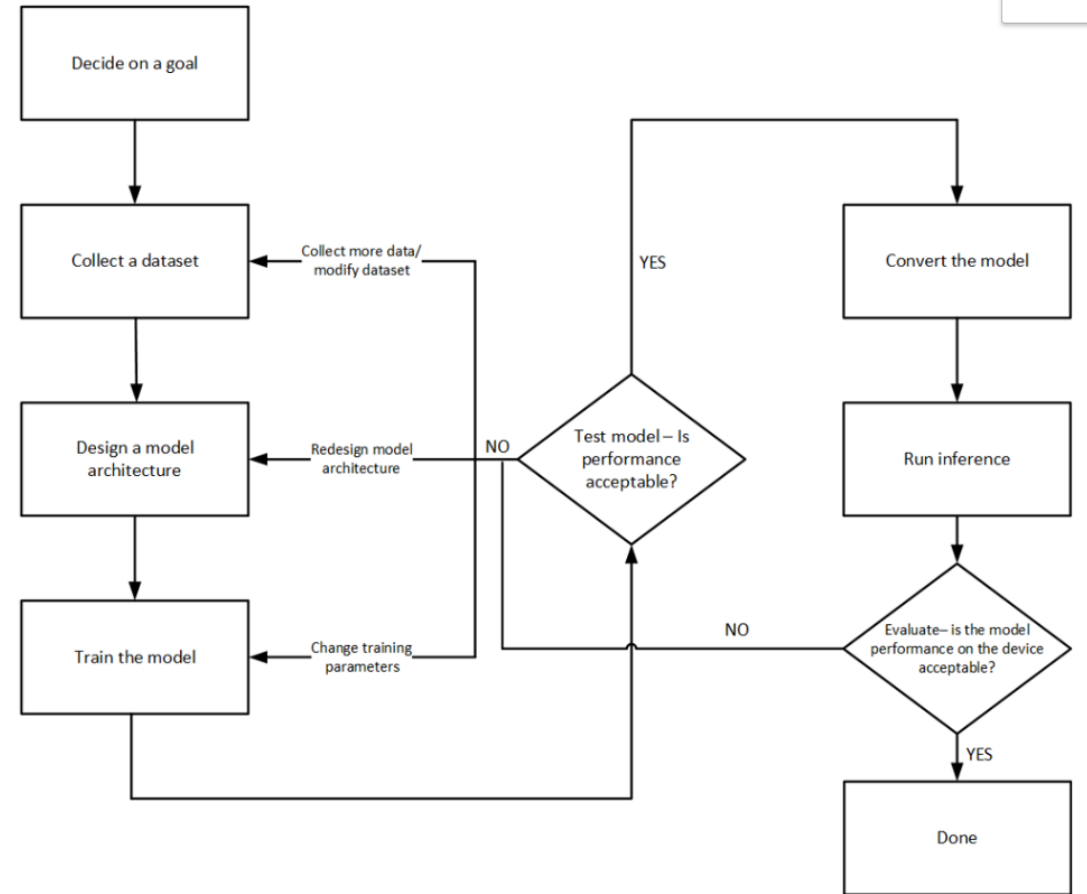 Decide on a goal
Collect a dataset
Collect more data/
modify dataset
YES
Convert the model
Design a model
architecture
Redesign model
architecture
NO
Test model – Is
performance
acceptable?
Run inference
Train the model
Change training
parameters
NO
Evaluate– is the model
performance on the device
acceptable?
YES
Done